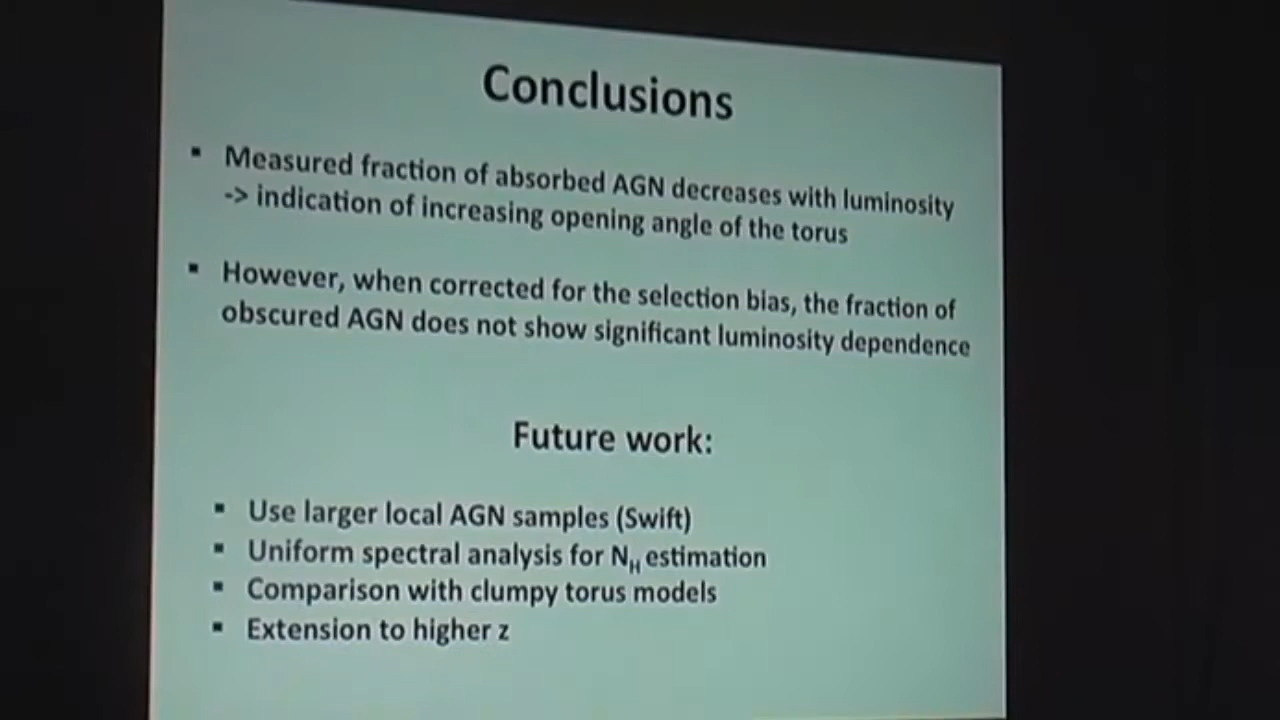 Conclusions
▪ Measured fraction of absorbed AGN decreases with luminosity
-> indication of increasing opening angle of the torus
▪ However, when corrected for the selection bias, the fraction of
obscured AGN does not show significant luminosity dependence
Future work:
▪ Use larger local AGN samples (Swift)
▪ Uniform spectral analysis for NH estimation
▪ Comparison with clumpy torus models
▪ Extension to higher z